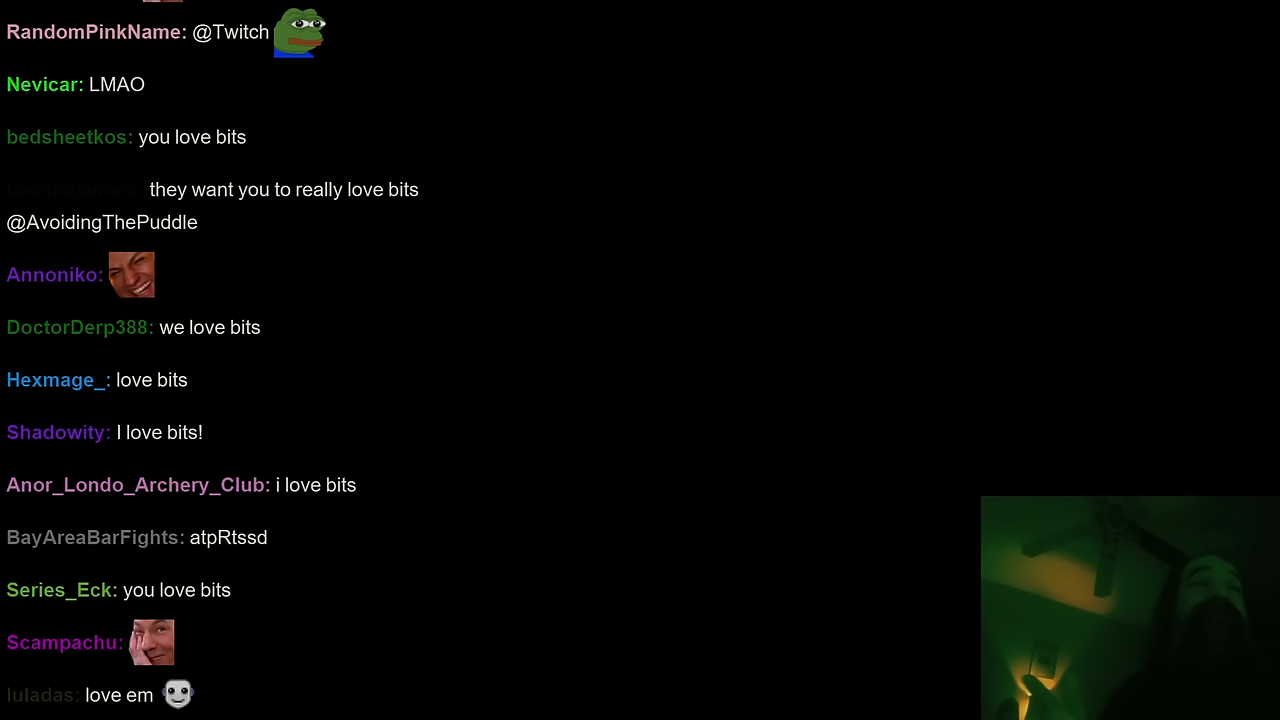 RandomPinkName: @Twitch
Nevicar: LMAO
bedsheetkos: you love bits
they want you to really love bits
@AvoidingThePuddle
Annoniko:
DoctorDerp388: we love bits
Hexmage_: love bits
Shadowity: I love bits!
Anor_Londo_Archery_Club: i love bits
BayAreaBarFights: atpRtssd
Series_Eck: you love bits
Scampachu:
luladas: love em